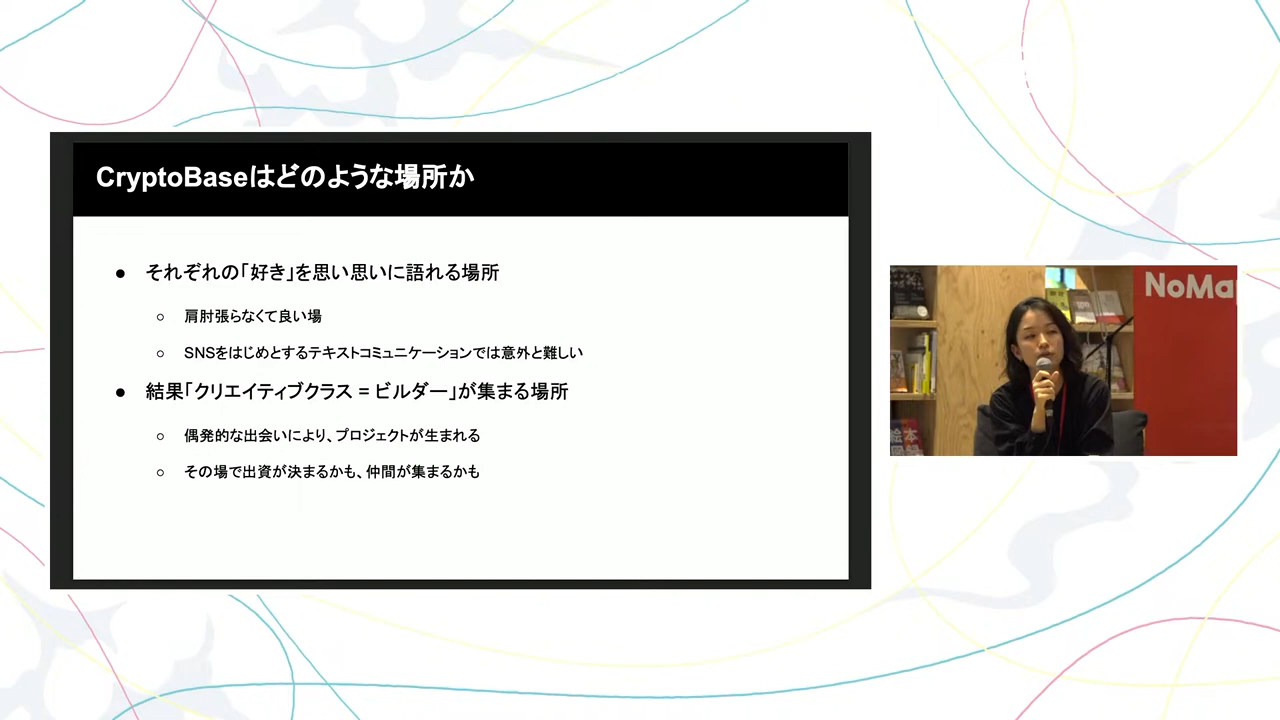 CryptoBaseはどのような場所か
● それぞれの「好き」を思い思いに語れる場所
○ 肩肘張らなくて良い場
○ SNSをはじめとするテキストコミュニケーションでは意外と難しい
● 結果「クリエイティブクラス = ビルダー」が集まる場所
○ 偶発的な出会いにより、プロジェクトが生まれる
○ その場で出資が決まるかも、仲間が集まるかも
NoMa
絵本